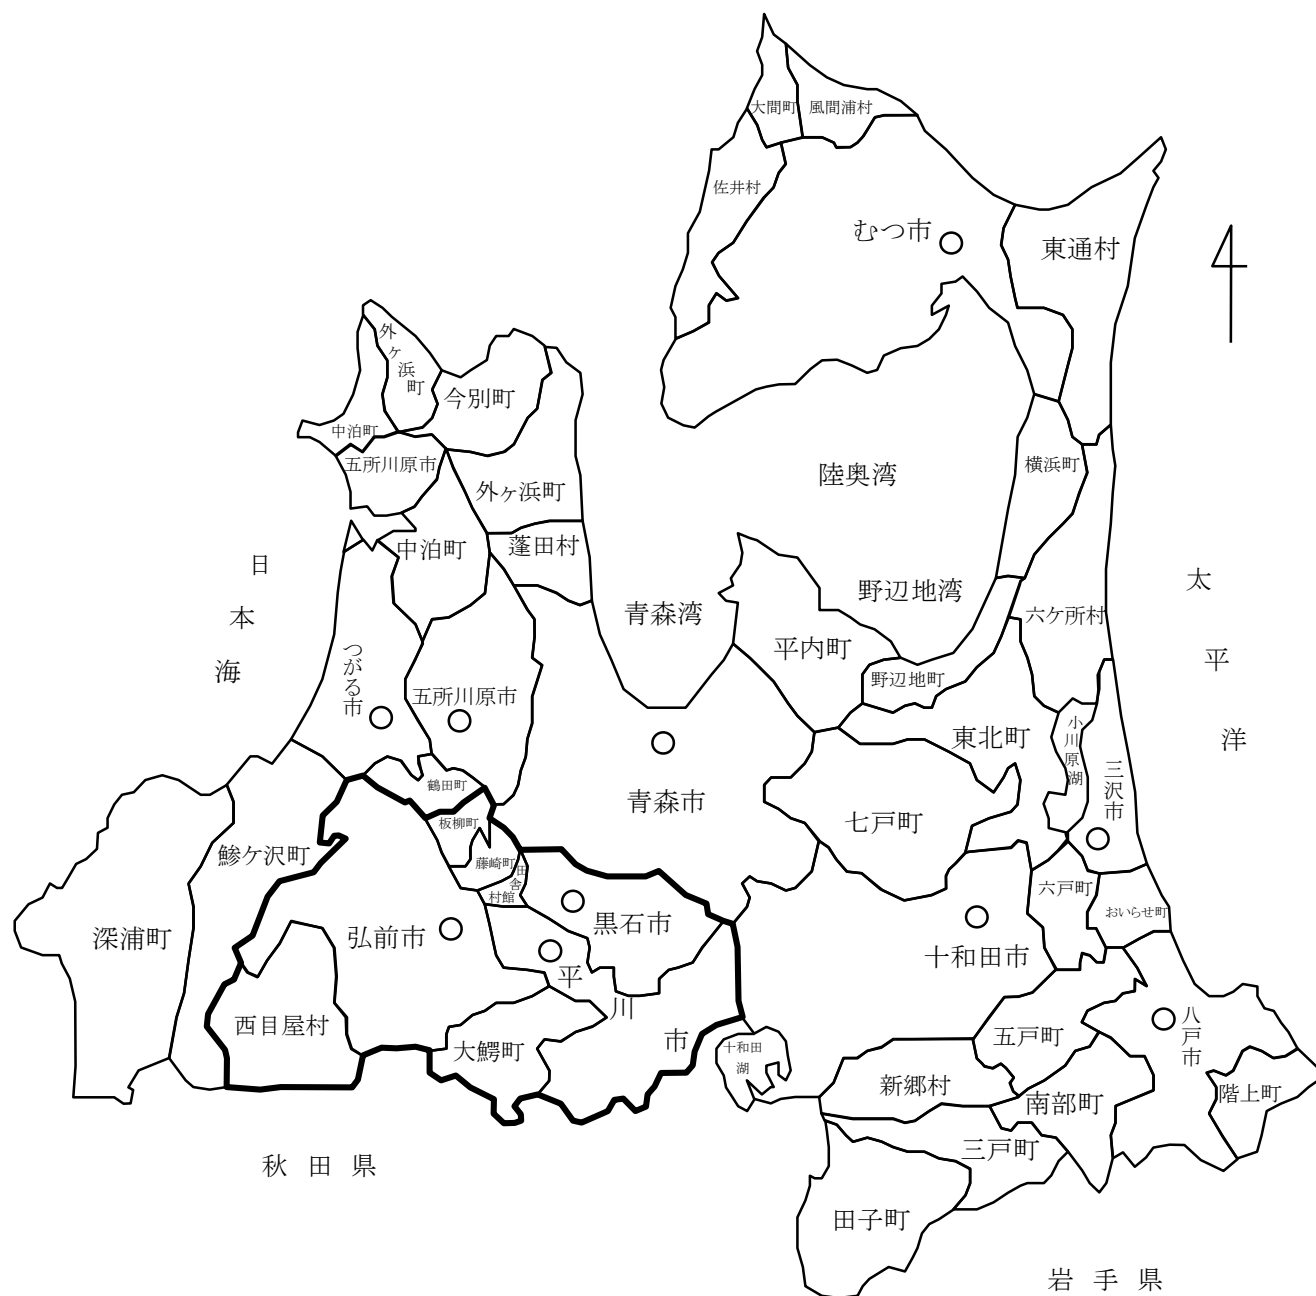 大間町
風間浦村
佐井村
むつ市
東通村
外ヶ浜町
今別町
中泊町
五所川原市
外ヶ浜町
陸奥湾
横浜町
中泊町
蓬田村
日本海
青森湾
野辺地湾
太平洋
六ケ所村
平内町
つがる市
五所川原市
野辺地町
東北町
小川原湖
三沢市
鶴田町
青森市
七戸町
板柳町
鰺ケ沢町
藤崎町
田舎館村
六戸町
おいらせ町
深浦町
弘前市
黒石市
十和田市
平川市
西目屋村
大鰐町
十和田湖
五戸町
八戸市
新郷村
南部町
階上町
三戸町
秋田県
田子町
岩手県